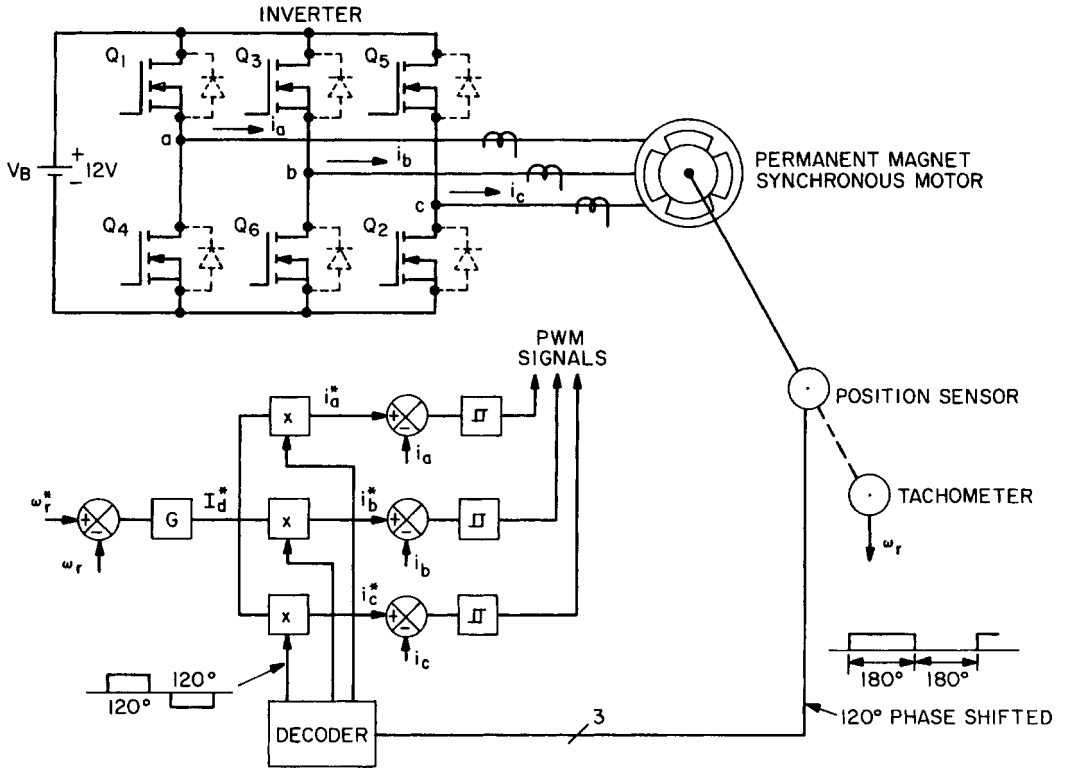 INVERTER
Q1
Q3
Q5
ia
a
VB
+
-
12V
ib
b
ic
c
PERMANENT MAGNET
SYNCHRONOUS MOTOR
Q4
Q6
Q2
PWM
SIGNALS
POSITION SENSOR
ia*
x
+
-
ia
TACHOMETER
ωr
ωr*
+
-
ωr
G
Id*
x
ib*
+
-
ib
x
ic*
+
-
ic
120°
120°
180°
180°
DECODER
3
120° PHASE SHIFTED